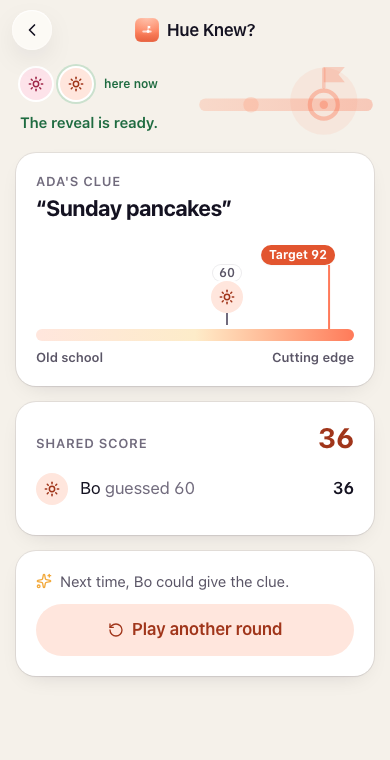 Hue Knew?
here now
The reveal is ready.
ADA'S CLUE
“Sunday pancakes”
Target 92
60
Old school
Cutting edge
SHARED SCORE
36
Bo guessed 60
36
Next time, Bo could give the clue.
Play another round